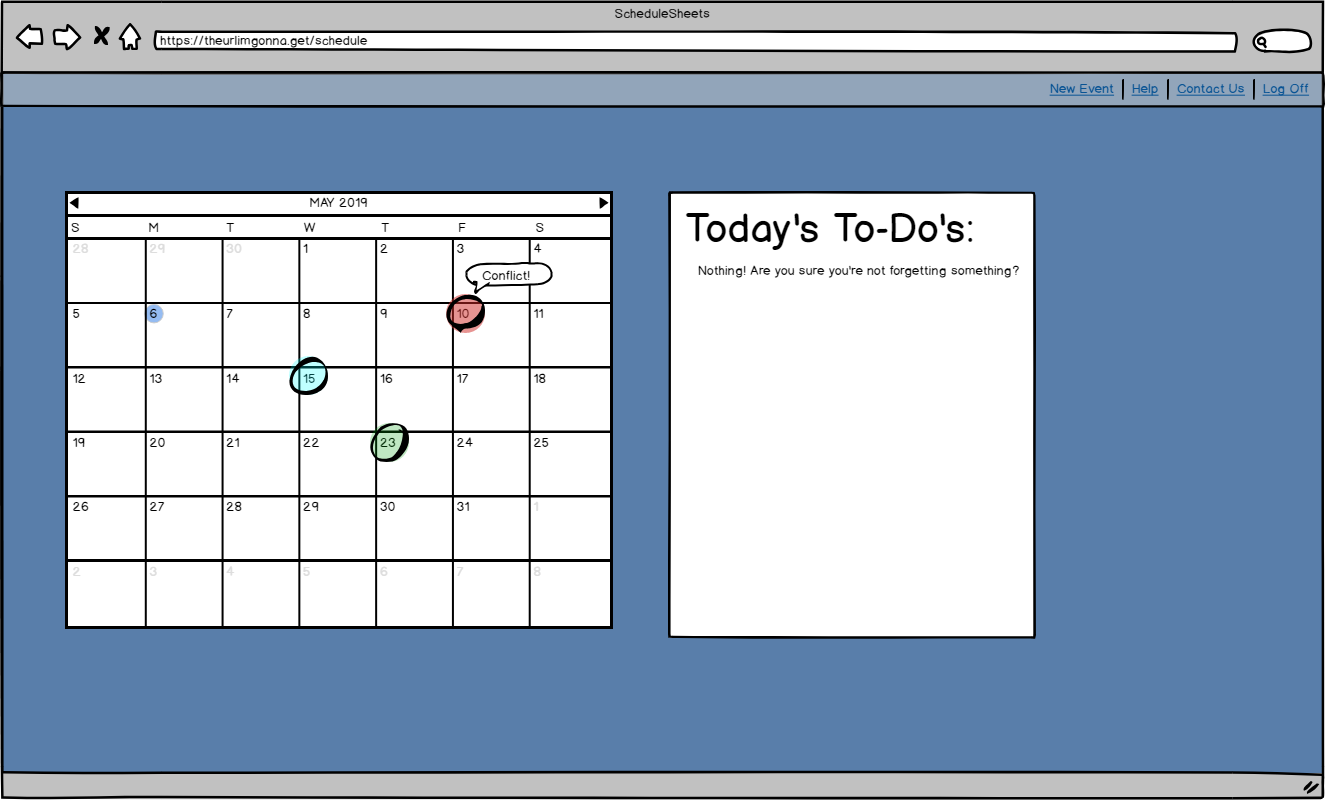 ScheduleSheets
https://theurlimgonna.get/schedule
New Event Help Contact Us Log Off
MAY 2019
S M T W T F S
28 29 30 1 2 3 4
Conflict!
5 6 7 8 9 10 11
12 13 14 15 16 17 18
19 20 21 22 23 24 25
26 27 28 29 30 31 1
2 3 4 5 6 7 8
Today's To-Do's:
Nothing! Are you sure you're not forgetting something?